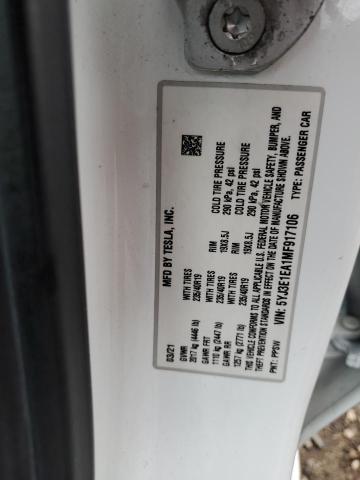 MFD BY TESLA, INC.
03/21
GVWR
2017 kg (4446 lb)
GAWR FRT WITH TIRES RIM COLD TIRE PRESSURE
1110 kg (2447 lb) 235/40R19 19X8.5J 290 kPa, 42 psi
GAWR RR WITH TIRES RIM COLD TIRE PRESSURE
1257 kg (2771 lb) 235/40R19 19X8.5J 290 kPa, 42 psi
THIS VEHICLE CONFORMS TO ALL APPLICABLE U.S. FEDERAL MOTOR VEHICLE SAFETY, BUMPER, AND
THEFT PREVENTION STANDARDS IN EFFECT ON THE DATE OF MANUFACTURE SHOWN ABOVE.
PNT: PPSW VIN: 5YJ3E1EA1MF917106 TYPE: PASSENGER CAR